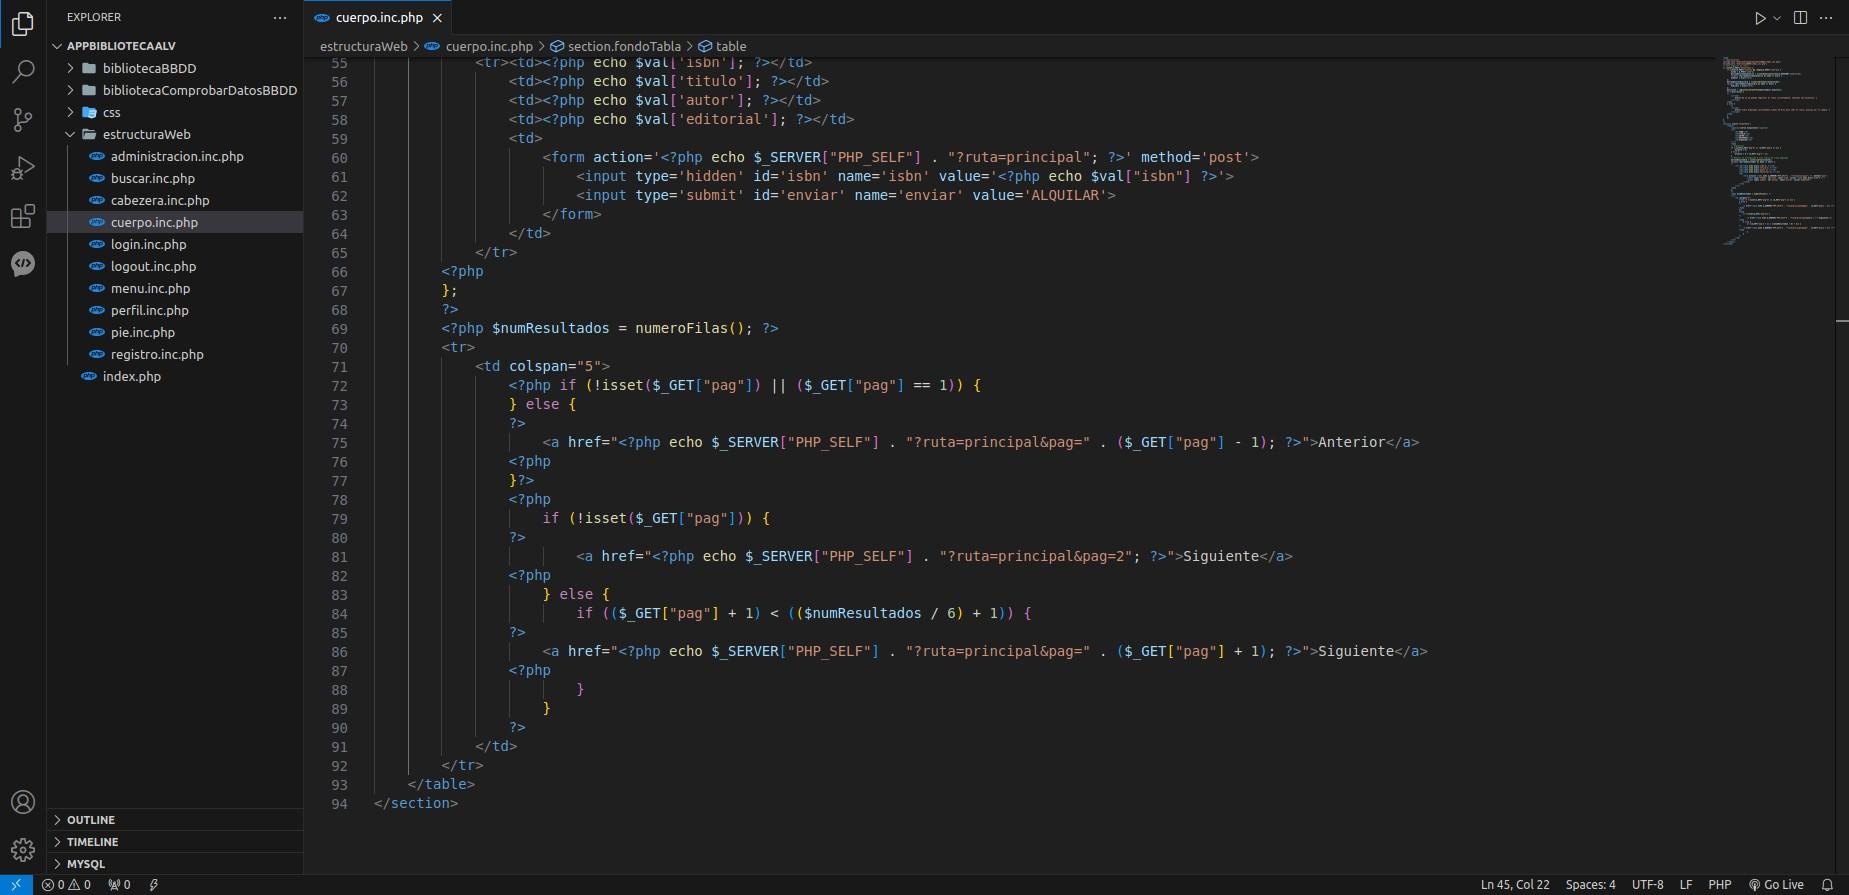 EXPLORER
cuerpo.inc.php
APPBIBLIOTECAALV
bibliotecaBBDD
bibliotecaComprobarDatosBBDD
css
estructuraWeb
administracion.inc.php
buscar.inc.php
cabezera.inc.php
cuerpo.inc.php
login.inc.php
logout.inc.php
menu.inc.php
perfil.inc.php
pie.inc.php
registro.inc.php
index.php
OUTLINE
TIMELINE
MYSQL
estructuraWeb > cuerpo.inc.php > section.fondoTabla > table
55 <tr><td><?php echo $val['isbn']; ?></td>
56 <td><?php echo $val['titulo']; ?></td>
57 <td><?php echo $val['autor']; ?></td>
58 <td><?php echo $val['editorial']; ?></td>
59 <td>
60 <form action='<?php echo $_SERVER["PHP_SELF"] . "?ruta=principal"; ?>' method='post'>
61 <input type='hidden' id='isbn' name='isbn' value='<?php echo $val["isbn"] ?>'>
62 <input type='submit' id='enviar' name='enviar' value='ALQUILAR'>
63 </form>
64 </td>
65 </tr>
66 <?php
67 };
68 ?>
69 <?php $numResultados = numeroFilas(); ?>
70 <tr>
71 <td colspan="5">
72 <?php if (!isset($_GET["pag"]) || ($_GET["pag"] == 1)) {
73 } else {
74 ?>
75 <a href="<?php echo $_SERVER["PHP_SELF"] . "?ruta=principal&pag=" . ($_GET["pag"] - 1); ?>">Anterior</a>
76 <?php
77 }?>
78 <?php
79 if (!isset($_GET["pag"])) {
80 ?>
81 <a href="<?php echo $_SERVER["PHP_SELF"] . "?ruta=principal&pag=2"; ?>">Siguiente</a>
82 <?php
83 } else {
84 if (($_GET["pag"] + 1) < (($numResultados / 6) + 1)) {
85 ?>
86 <a href="<?php echo $_SERVER["PHP_SELF"] . "?ruta=principal&pag=" . ($_GET["pag"] + 1); ?>">Siguiente</a>
87 <?php
88 }
89 }
90 ?>
91 </td>
92 </tr>
93 </table>
94 </section>
0 0 0 Ln 45, Col 22 Spaces: 4 UTF-8 LF PHP Go Live